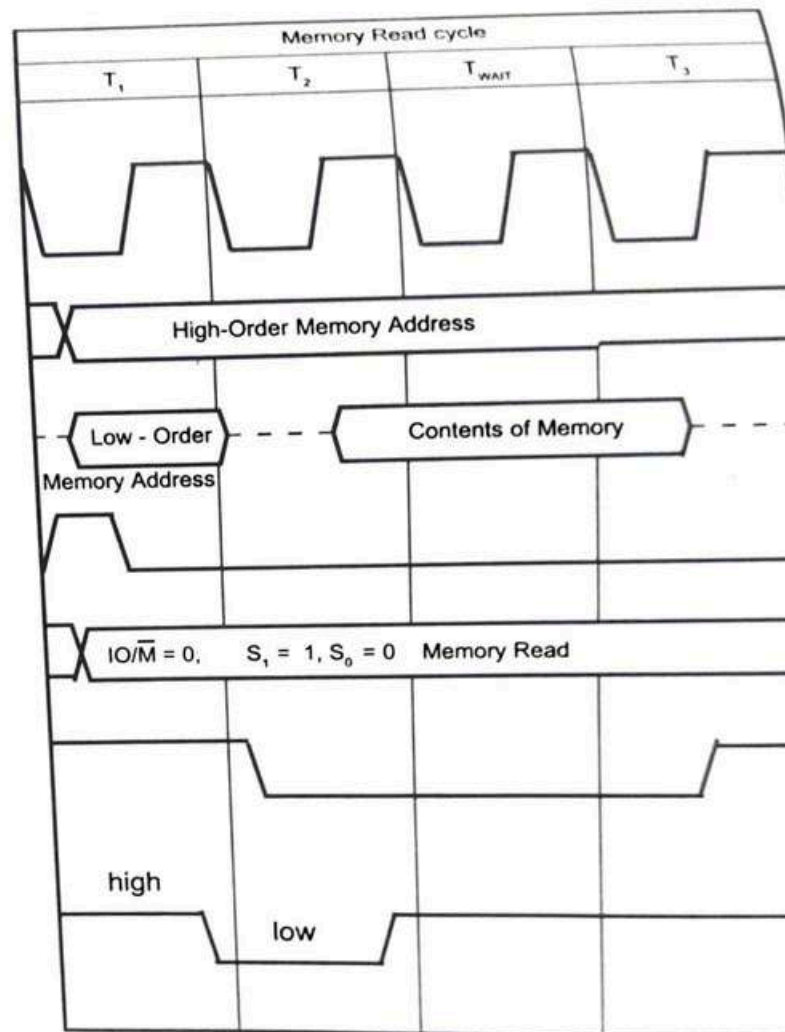 Memory Read cycle
T₁ T₂ T_WAIT T₃
High-Order Memory Address
Low - Order Contents of Memory
Memory Address
IO/M̅ = 0, S₁ = 1, S₀ = 0 Memory Read
high
low